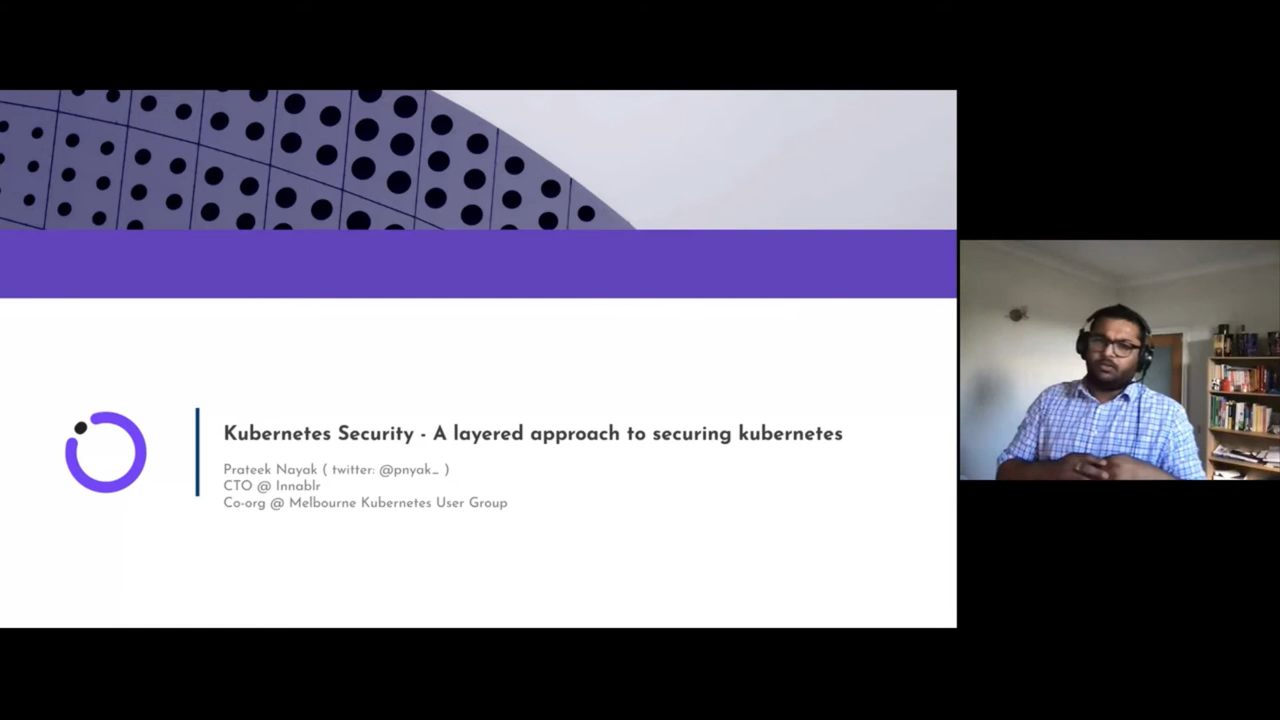 Kubernetes Security - A layered approach to securing kubernetes
Prateek Nayak ( twitter: @pnyak_ )
CTO @ Innablr
Co-org @ Melbourne Kubernetes User Group